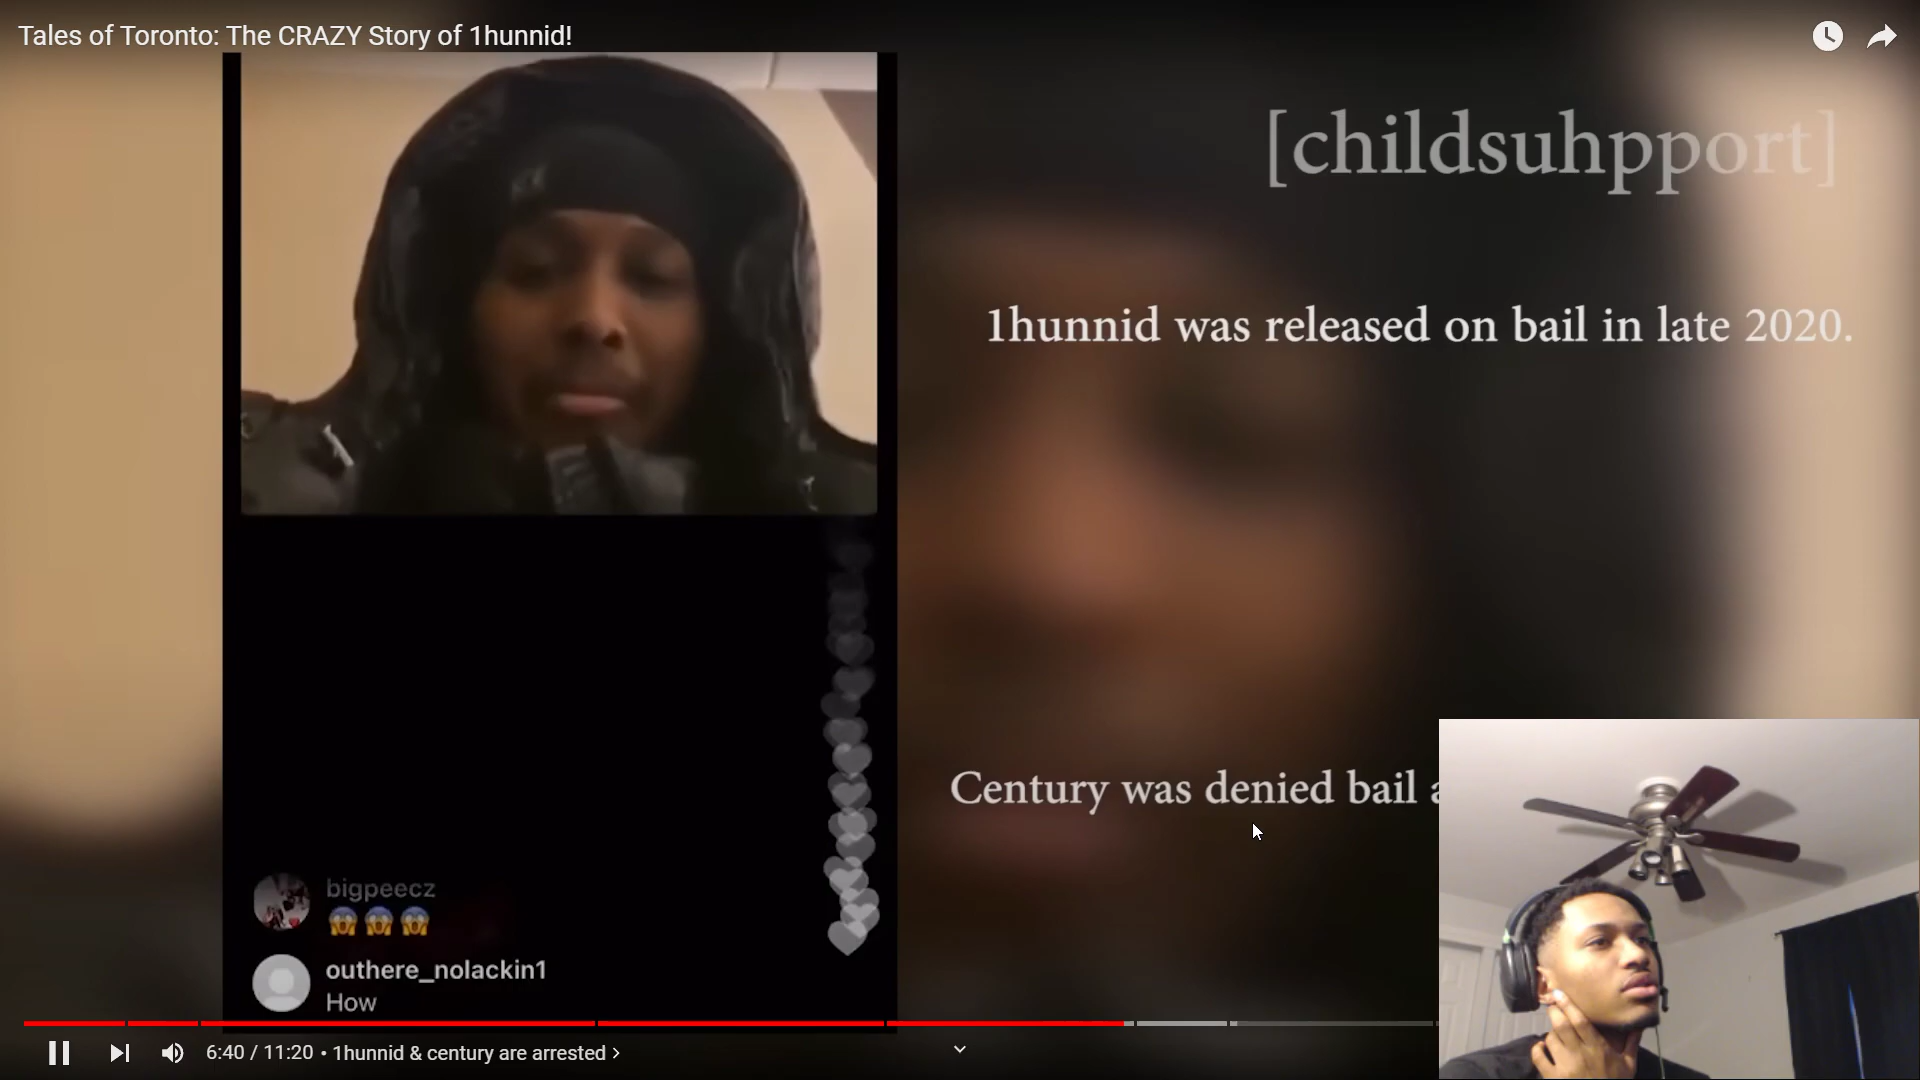 Tales of Toronto: The CRAZY Story of 1hunnid!
[childsuhpport]
1hunnid was released on bail in late 2020.
Century was denied bail a
bigpeecz
😱😱😱
outhere_nolackin1
How
6:40 / 11:20 • 1hunnid & century are arrested ›